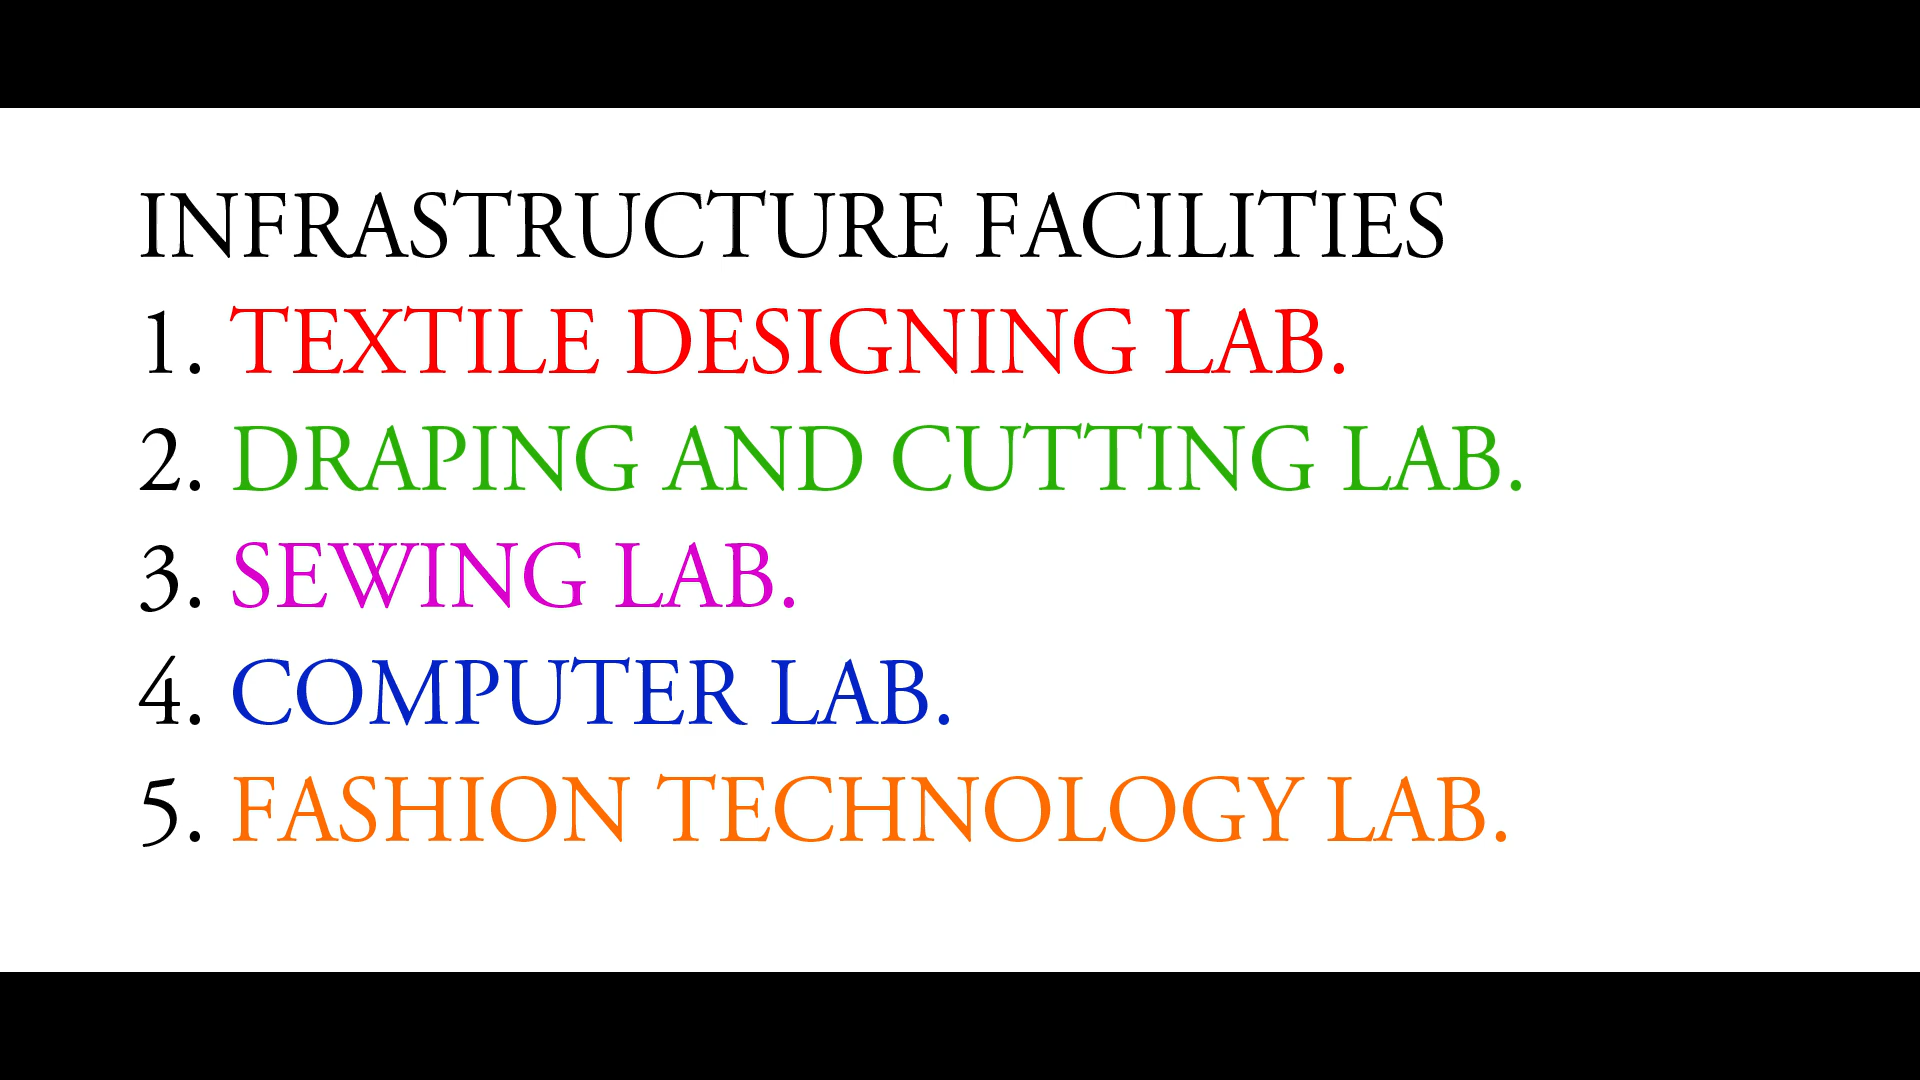 INFRASTRUCTURE FACILITIES
1. TEXTILE DESIGNING LAB.
2. DRAPING AND CUTTING LAB.
3. SEWING LAB.
4. COMPUTER LAB.
5. FASHION TECHNOLOGY LAB.